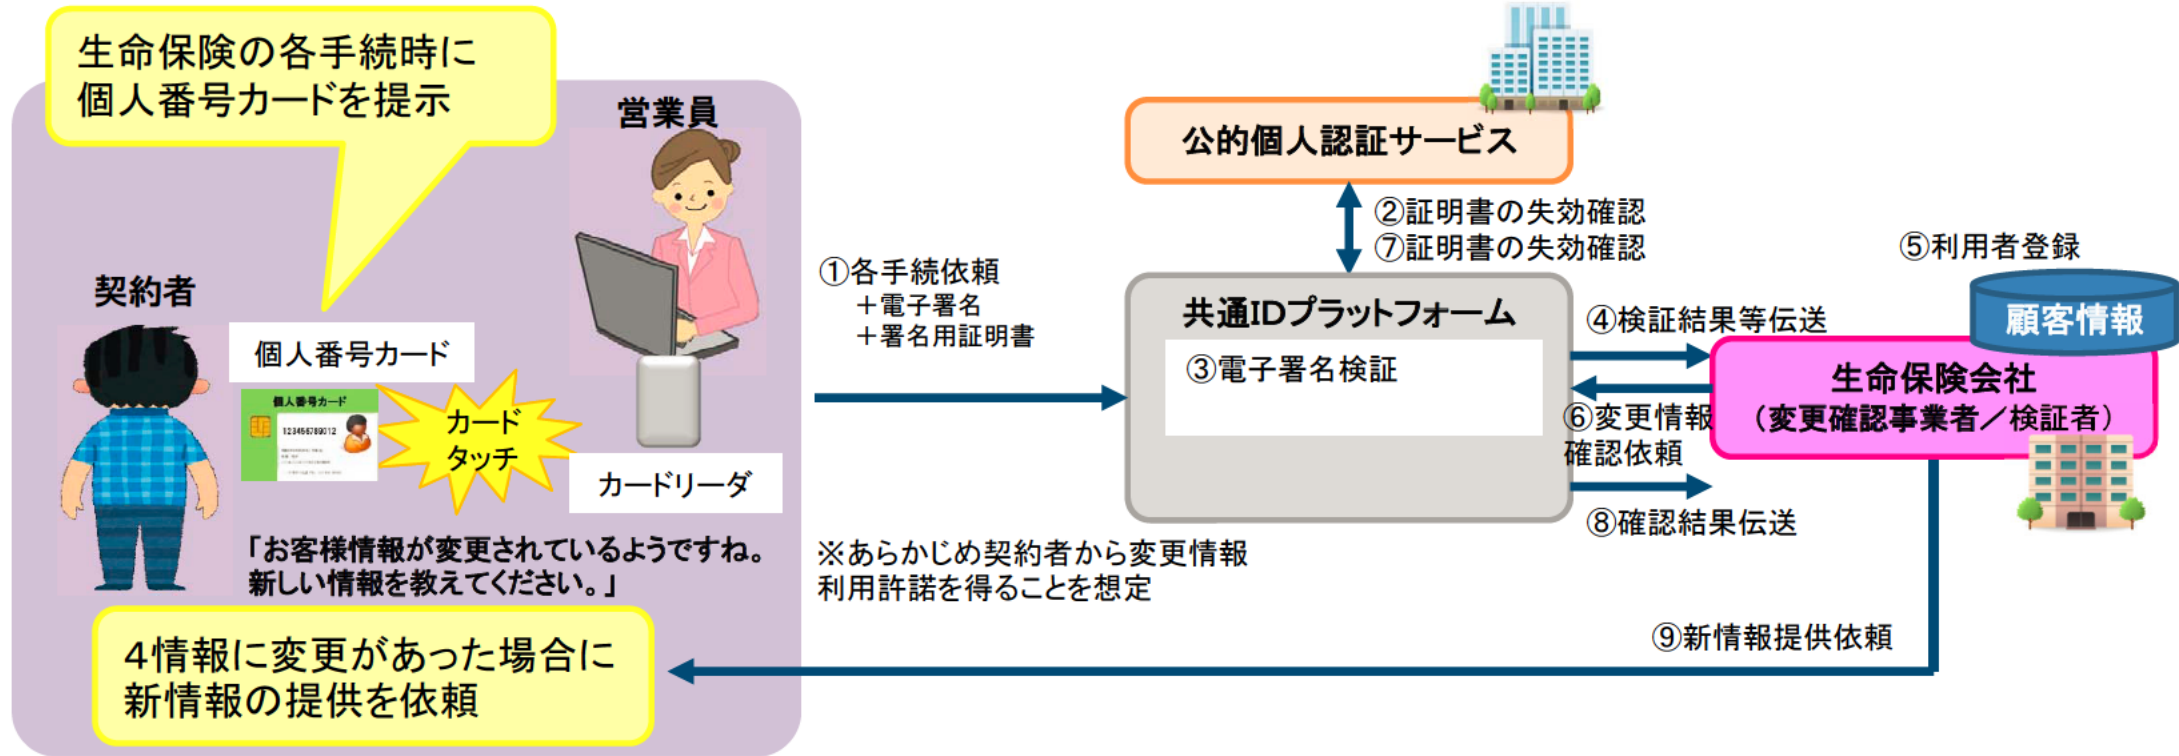 生命保険の各手続時に
個人番号カードを提示
営業員
契約者
個人番号カード
個人番号カード
123456789012
カード
タッチ
カードリーダ
「お客様情報が変更されているようですね。
新しい情報を教えてください。」
4情報に変更があった場合に
新情報の提供を依頼
①各手続依頼
＋電子署名
＋署名用証明書
※あらかじめ契約者から変更情報
利用許諾を得ることを想定
公的個人認証サービス
②証明書の失効確認
⑦証明書の失効確認
共通IDプラットフォーム
③電子署名検証
④検証結果等伝送
⑤利用者登録
顧客情報
生命保険会社
（変更確認事業者／検証者）
⑥変更情報
確認依頼
⑧確認結果伝送
⑨新情報提供依頼